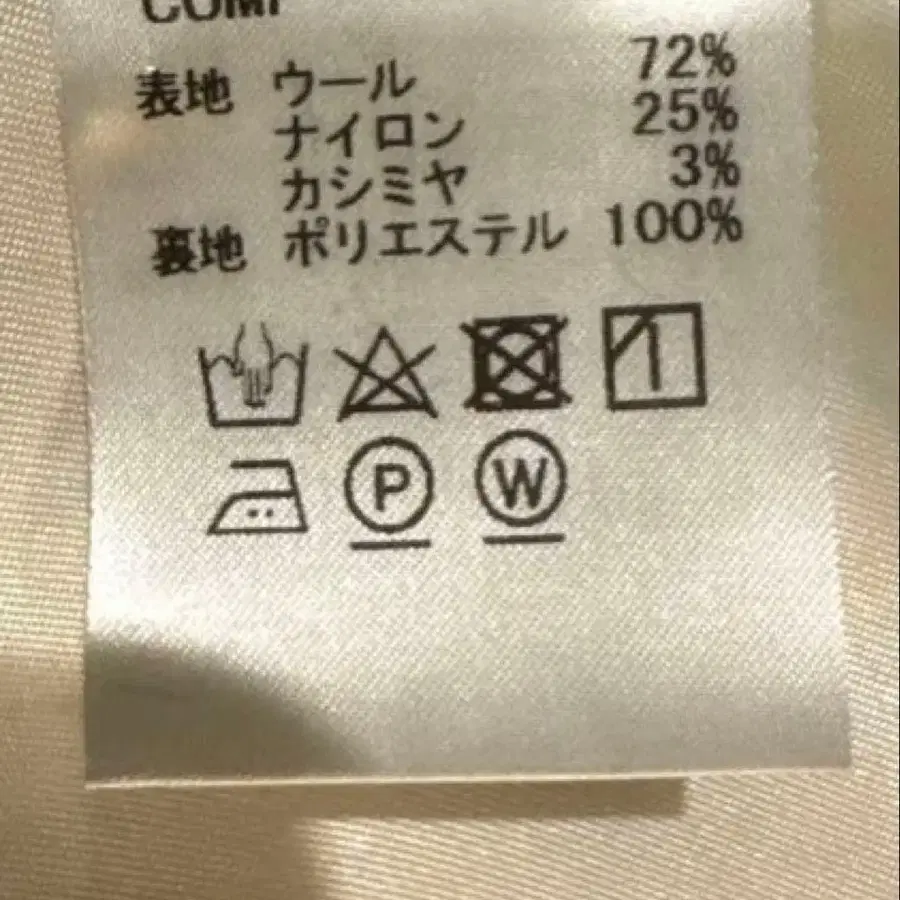 表地 ウール 72%
ナイロン 25%
カシミヤ 3%
裏地 ポリエステル 100%
P W